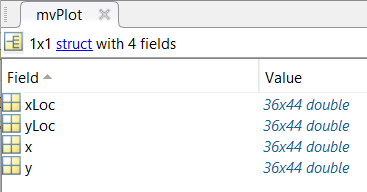 mvPlot
1x1 struct with 4 fields
Field Value
xLoc 36x44 double
yLoc 36x44 double
x 36x44 double
y 36x44 double